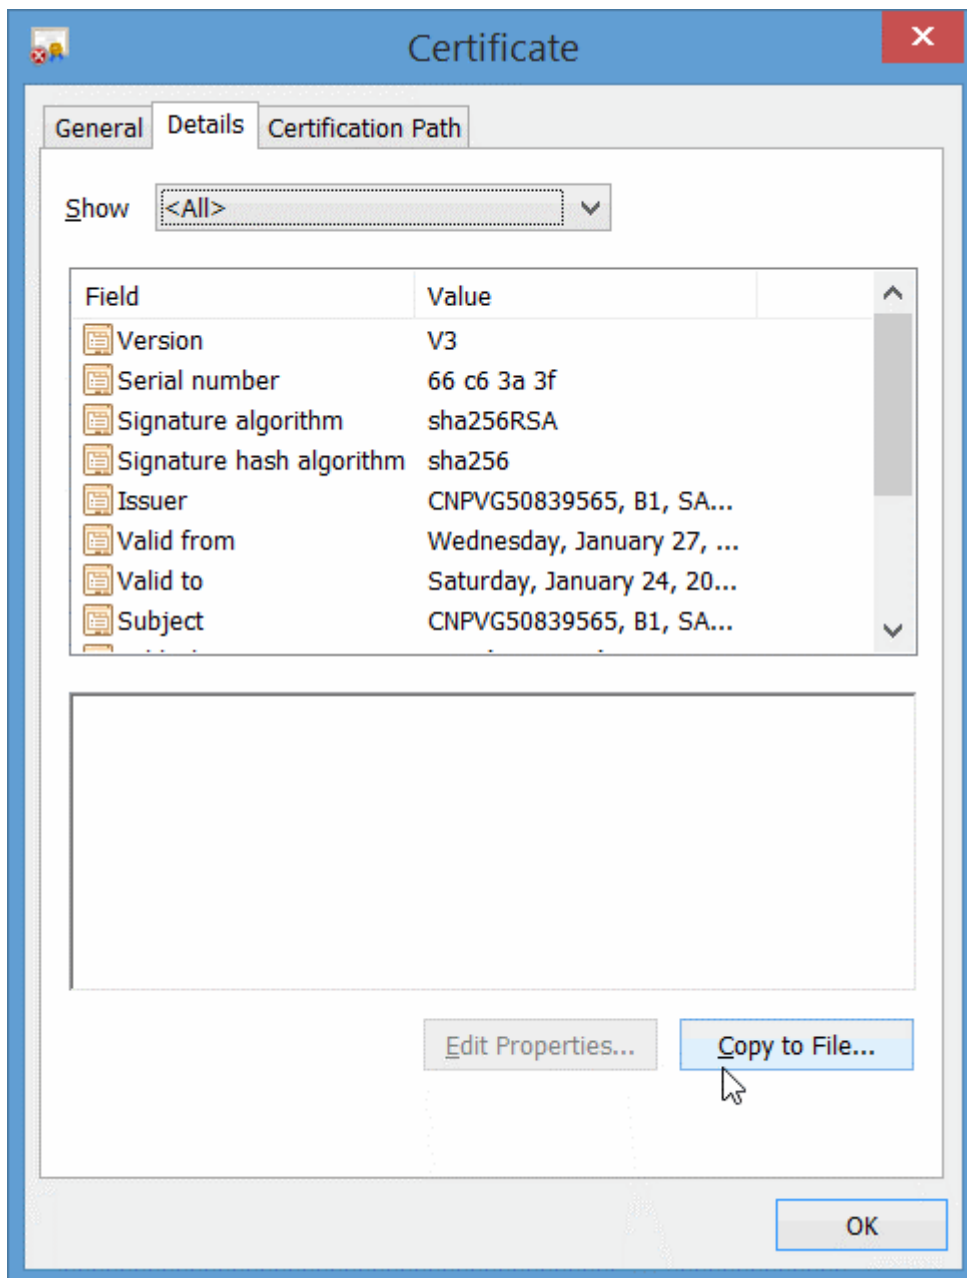 Certificate
General Details Certification Path
Show <All>
Field Value
Version V3
Serial number 66 c6 3a 3f
Signature algorithm sha256RSA
Signature hash algorithm sha256
Issuer CNPVG50839565, B1, SA...
Valid from Wednesday, January 27, ...
Valid to Saturday, January 24, 20...
Subject CNPVG50839565, B1, SA...
Edit Properties... Copy to File...
OK